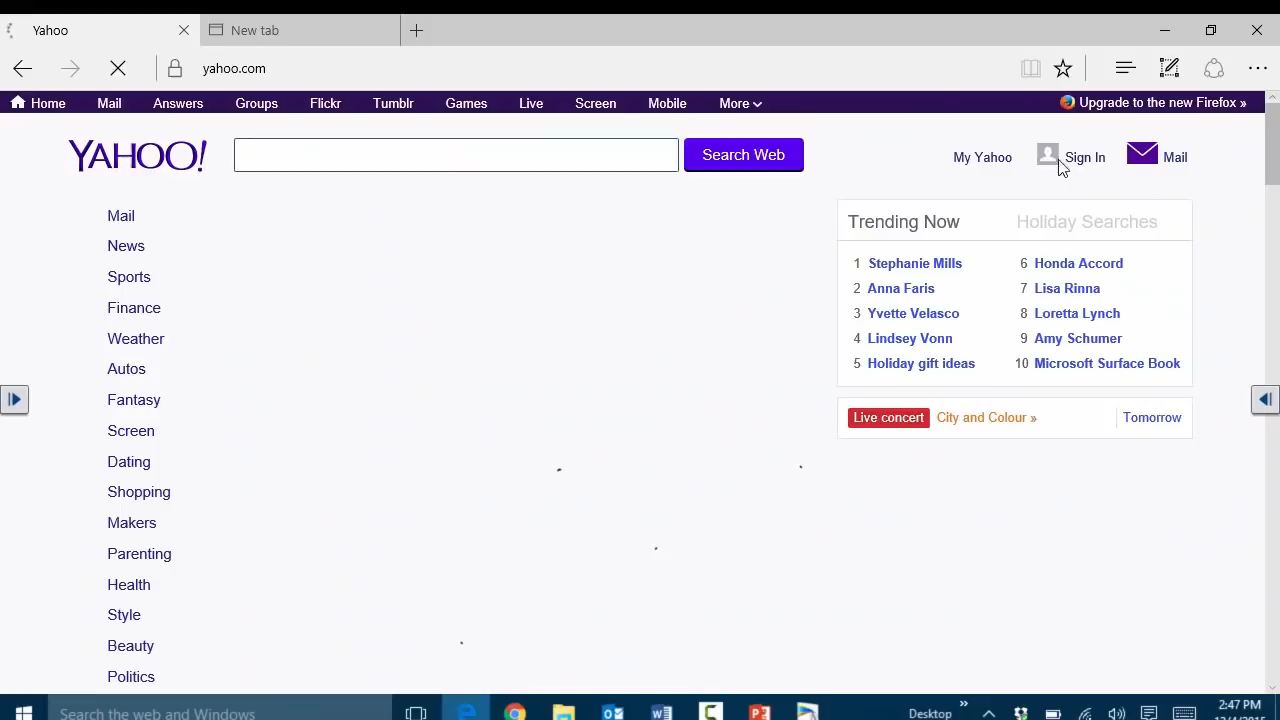 Yahoo New tab
yahoo.com
Home Mail Answers Groups Flickr Tumblr Games Live Screen Mobile More Upgrade to the new Firefox »
YAHOO! Search Web My Yahoo Sign In Mail
Mail
News
Sports
Finance
Weather
Autos
Fantasy
Screen
Dating
Shopping
Makers
Parenting
Health
Style
Beauty
Politics
Trending Now Holiday Searches
1 Stephanie Mills
2 Anna Faris
3 Yvette Velasco
4 Lindsey Vonn
5 Holiday gift ideas
6 Honda Accord
7 Lisa Rinna
8 Loretta Lynch
9 Amy Schumer
10 Microsoft Surface Book
Live concert City and Colour » Tomorrow
Search the web and Windows Desktop » 2:47 PM